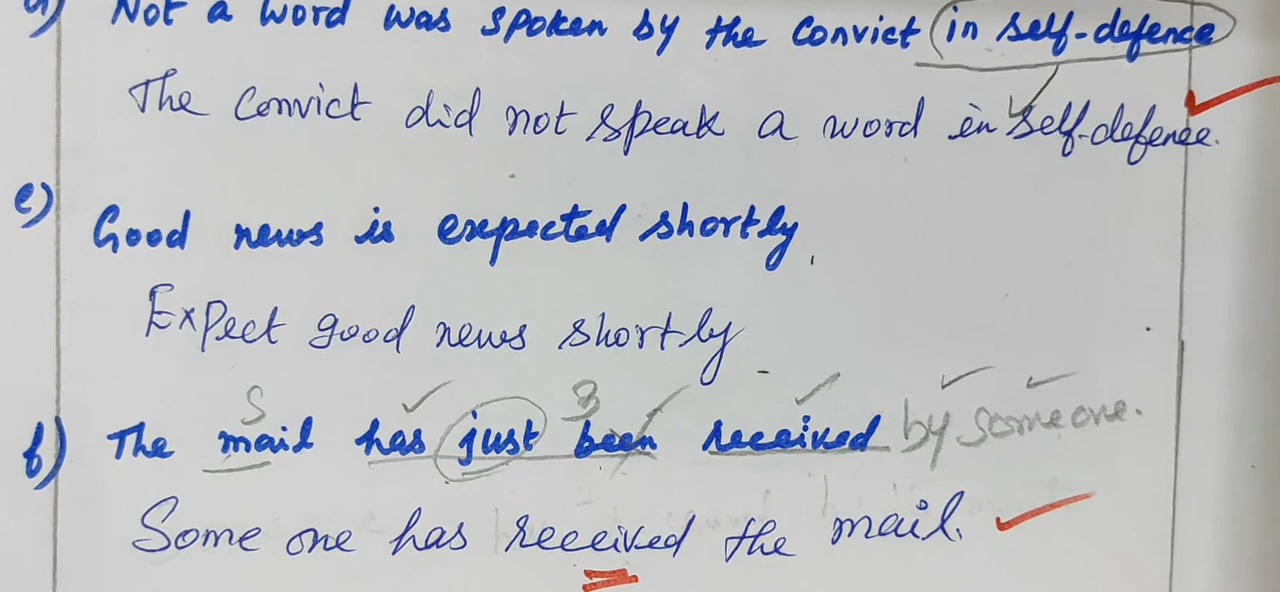 d) Not a word was spoken by the convict in self-defence
The convict did not speak a word in self-defence.
e) Good news is expected shortly.
Expect good news shortly
S 3
f) The mail has just been received by someone.
Some one has received the mail.